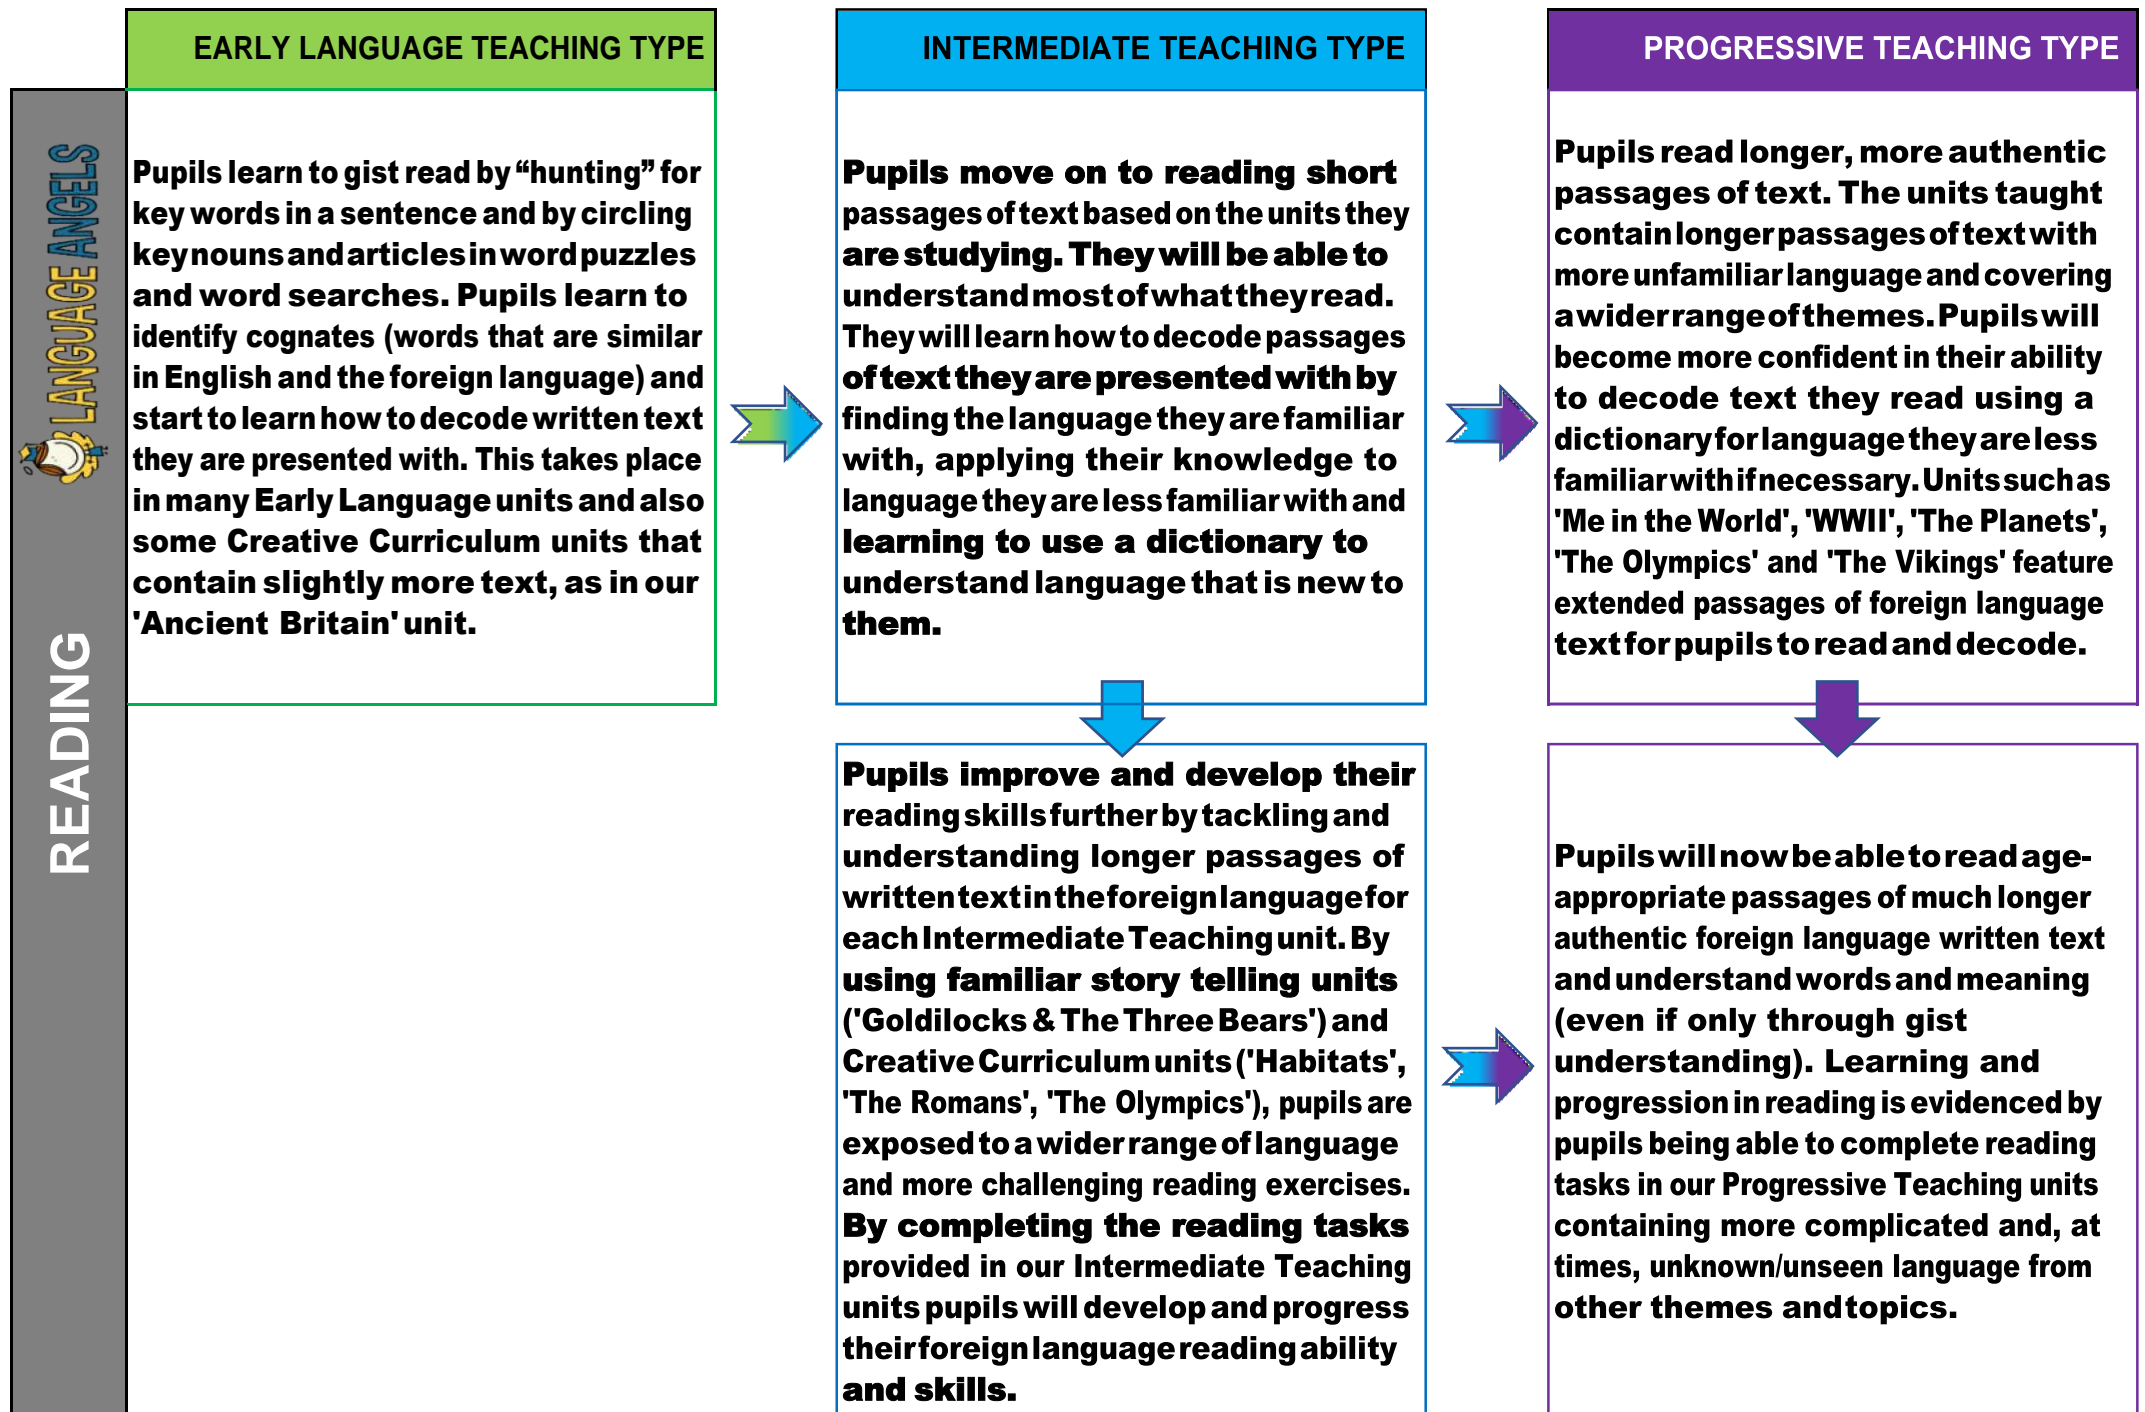 EARLY LANGUAGE TEACHING TYPE
INTERMEDIATE TEACHING TYPE
PROGRESSIVE TEACHING TYPE
LANGUAGE ANGELS
READING
Pupils learn to gist read by “hunting” for
key words in a sentence and by circling
key nouns and articles in word puzzles
and word searches. Pupils learn to
identify cognates (words that are similar
in English and the foreign language) and
start to learn how to decode written text
they are presented with. This takes place
in many Early Language units and also
some Creative Curriculum units that
contain slightly more text, as in our
'Ancient Britain' unit.
Pupils move on to reading short
passages of text based on the units they
are studying. They will be able to
understand most of what they read.
They will learn how to decode passages
of text they are presented with by
finding the language they are familiar
with, applying their knowledge to
language they are less familiar with and
learning to use a dictionary to
understand language that is new to
them.
Pupils read longer, more authentic
passages of text. The units taught
contain longer passages of text with
more unfamiliar language and covering
a wider range of themes. Pupils will
become more confident in their ability
to decode text they read using a
dictionary for language they are less
familiar with if necessary. Units such as
'Me in the World', 'WWII', 'The Planets',
'The Olympics' and 'The Vikings' feature
extended passages of foreign language
text for pupils to read and decode.
Pupils improve and develop their
reading skills further by tackling and
understanding longer passages of
written text in the foreign language for
each Intermediate Teaching unit. By
using familiar story telling units
('Goldilocks & The Three Bears') and
Creative Curriculum units ('Habitats',
'The Romans', 'The Olympics'), pupils are
exposed to a wider range of language
and more challenging reading exercises.
By completing the reading tasks
provided in our Intermediate Teaching
units pupils will develop and progress
their foreign language reading ability
and skills.
Pupils will now be able to read age-
appropriate passages of much longer
authentic foreign language written text
and understand words and meaning
(even if only through gist
understanding). Learning and
progression in reading is evidenced by
pupils being able to complete reading
tasks in our Progressive Teaching units
containing more complicated and, at
times, unknown/unseen language from
other themes and topics.